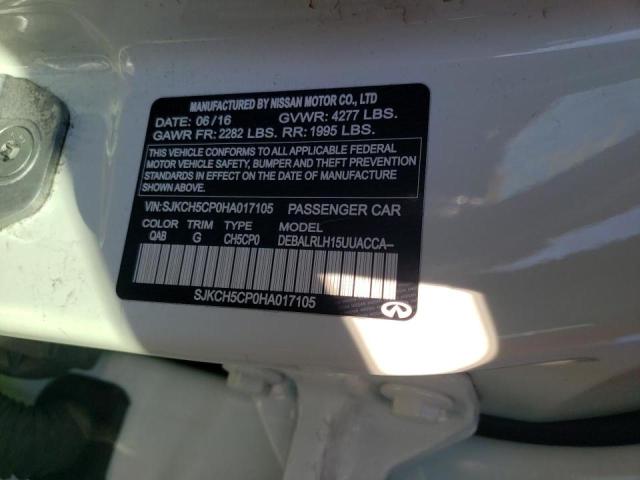 MANUFACTURED BY NISSAN MOTOR CO., LTD
DATE: 06/16 GVWR: 4277 LBS.
GAWR FR: 2282 LBS. RR: 1995 LBS.
THIS VEHICLE CONFORMS TO ALL APPLICABLE FEDERAL
MOTOR VEHICLE SAFETY, BUMPER AND THEFT PREVENTION
STANDARDS IN EFFECT ON THE DATE OF MANUFACTURE
SHOWN ABOVE.
VIN:SJKCH5CP0HA017105 PASSENGER CAR
COLOR TRIM TYPE MODEL
QAB G CH5CP0 DEBALRLH15UUACCA–
SJKCH5CP0HA017105